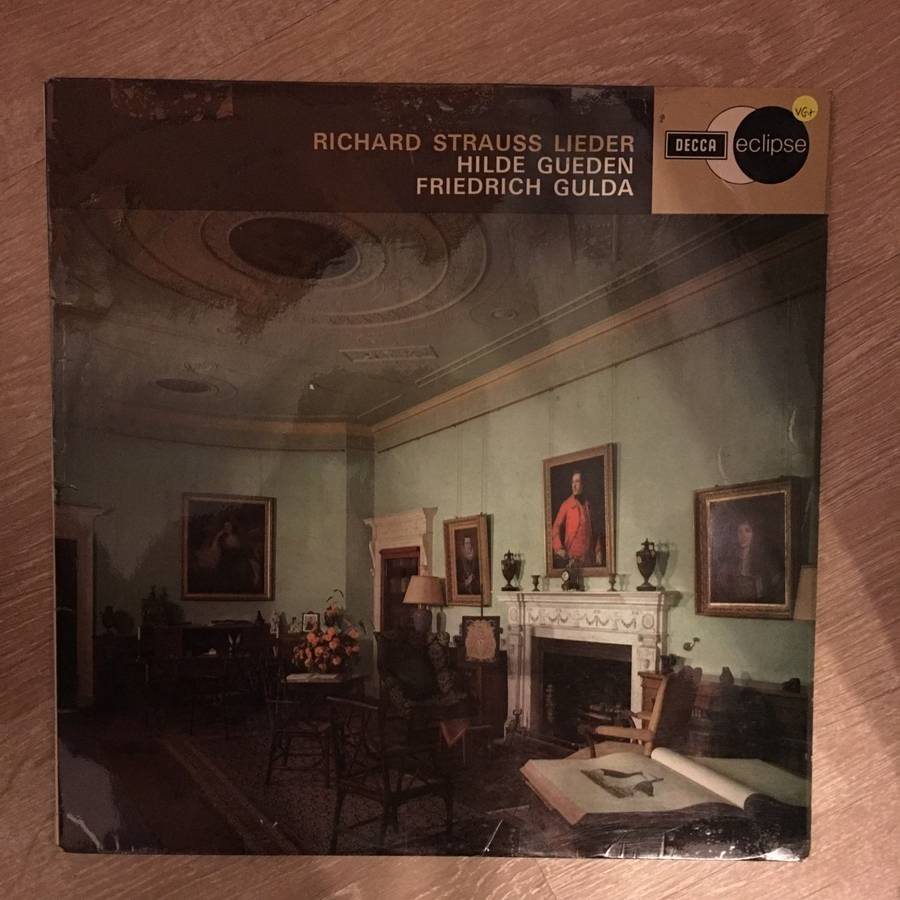 RICHARD STRAUSS LIEDER
HILDE GUEDEN
FRIEDRICH GULDA
DECCA
eclipse
VG+